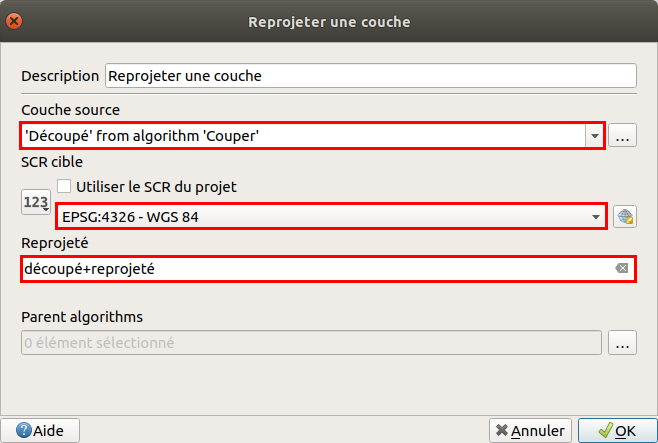 Reprojeter une couche
Description Reprojeter une couche
Couche source
'Découpé' from algorithm 'Couper' ...
SCR cible
Utiliser le SCR du projet
123
EPSG:4326 - WGS 84
Reprojeté
découpé+reprojeté
Parent algorithms
0 élément sélectionné ...
Aide Annuler OK